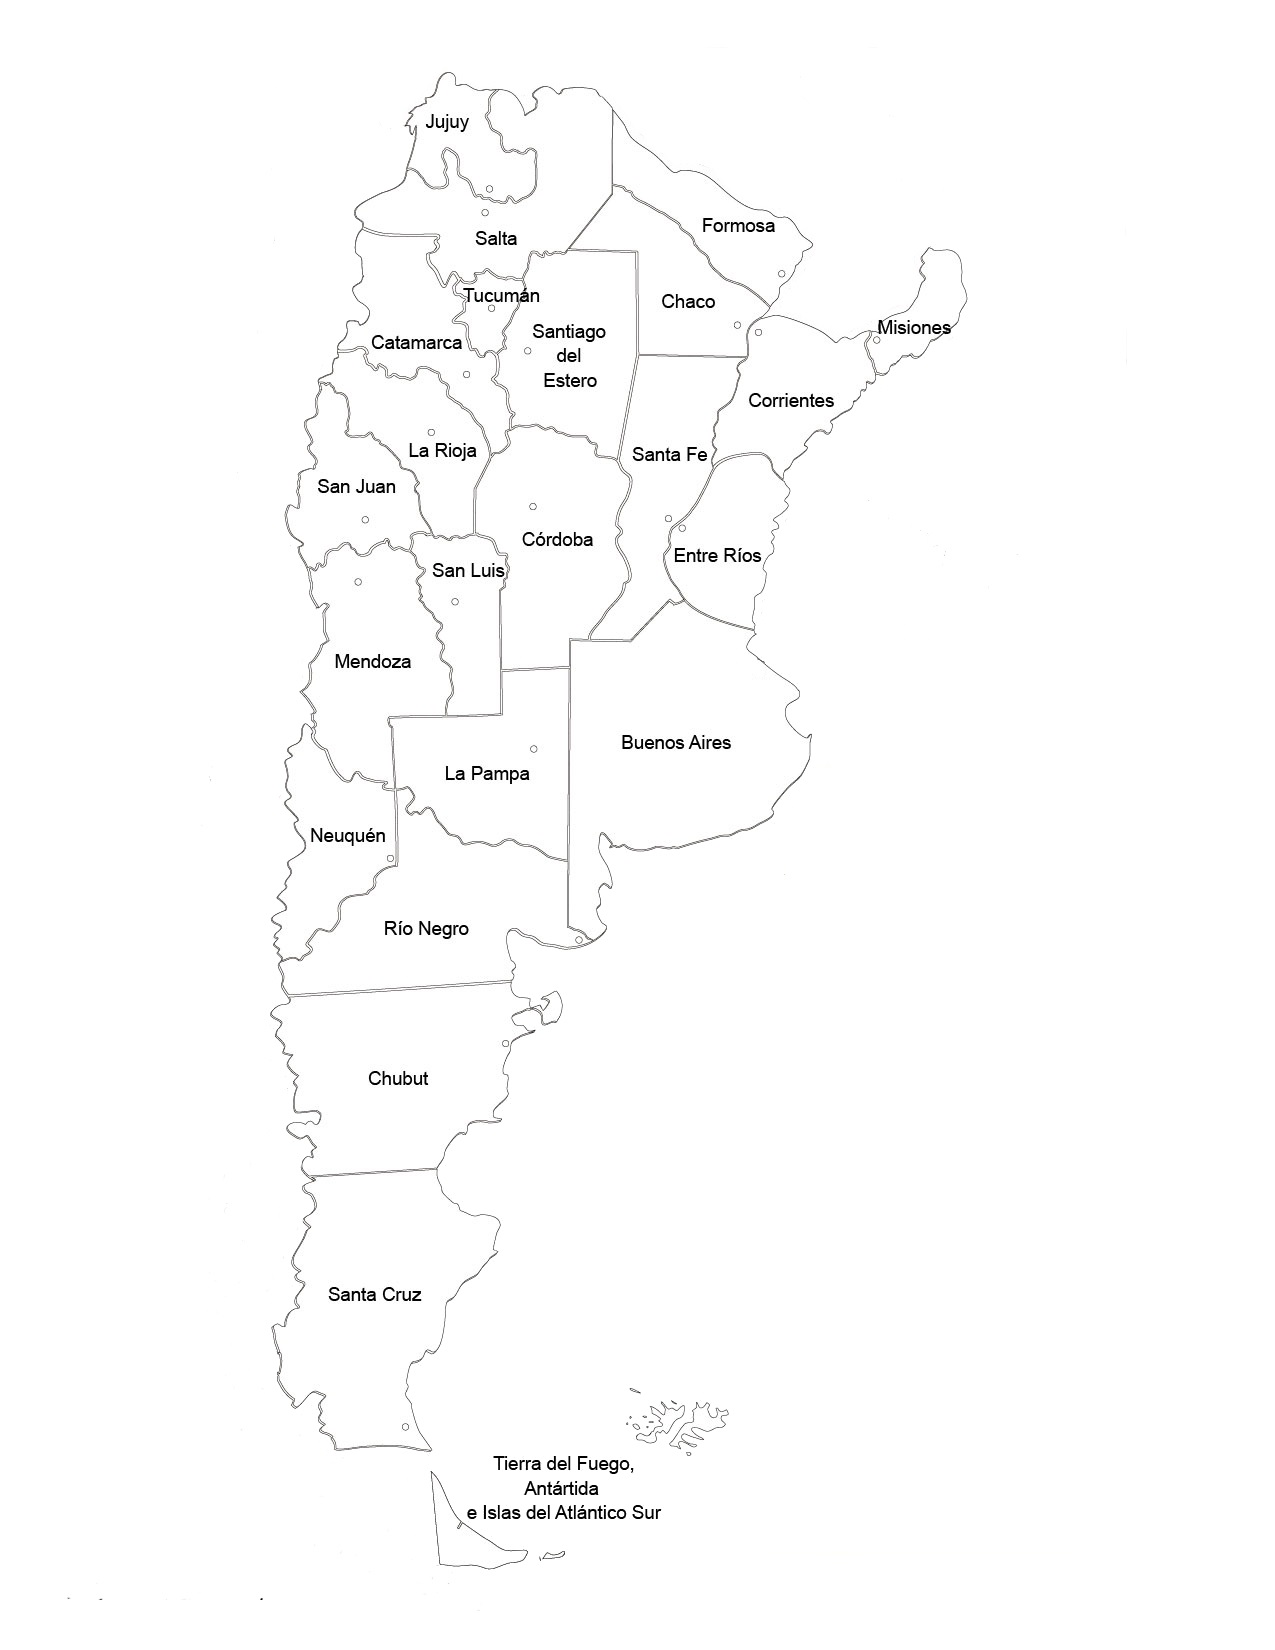 Jujuy
Formosa
Salta
Tucumán
Chaco
Misiones
Santiago
del
Estero
Catamarca
Corrientes
La Rioja
Santa Fe
San Juan
Córdoba
Entre Ríos
San Luis
Mendoza
Buenos Aires
La Pampa
Neuquén
Río Negro
Chubut
Santa Cruz
Tierra del Fuego,
Antártida
e Islas del Atlántico Sur